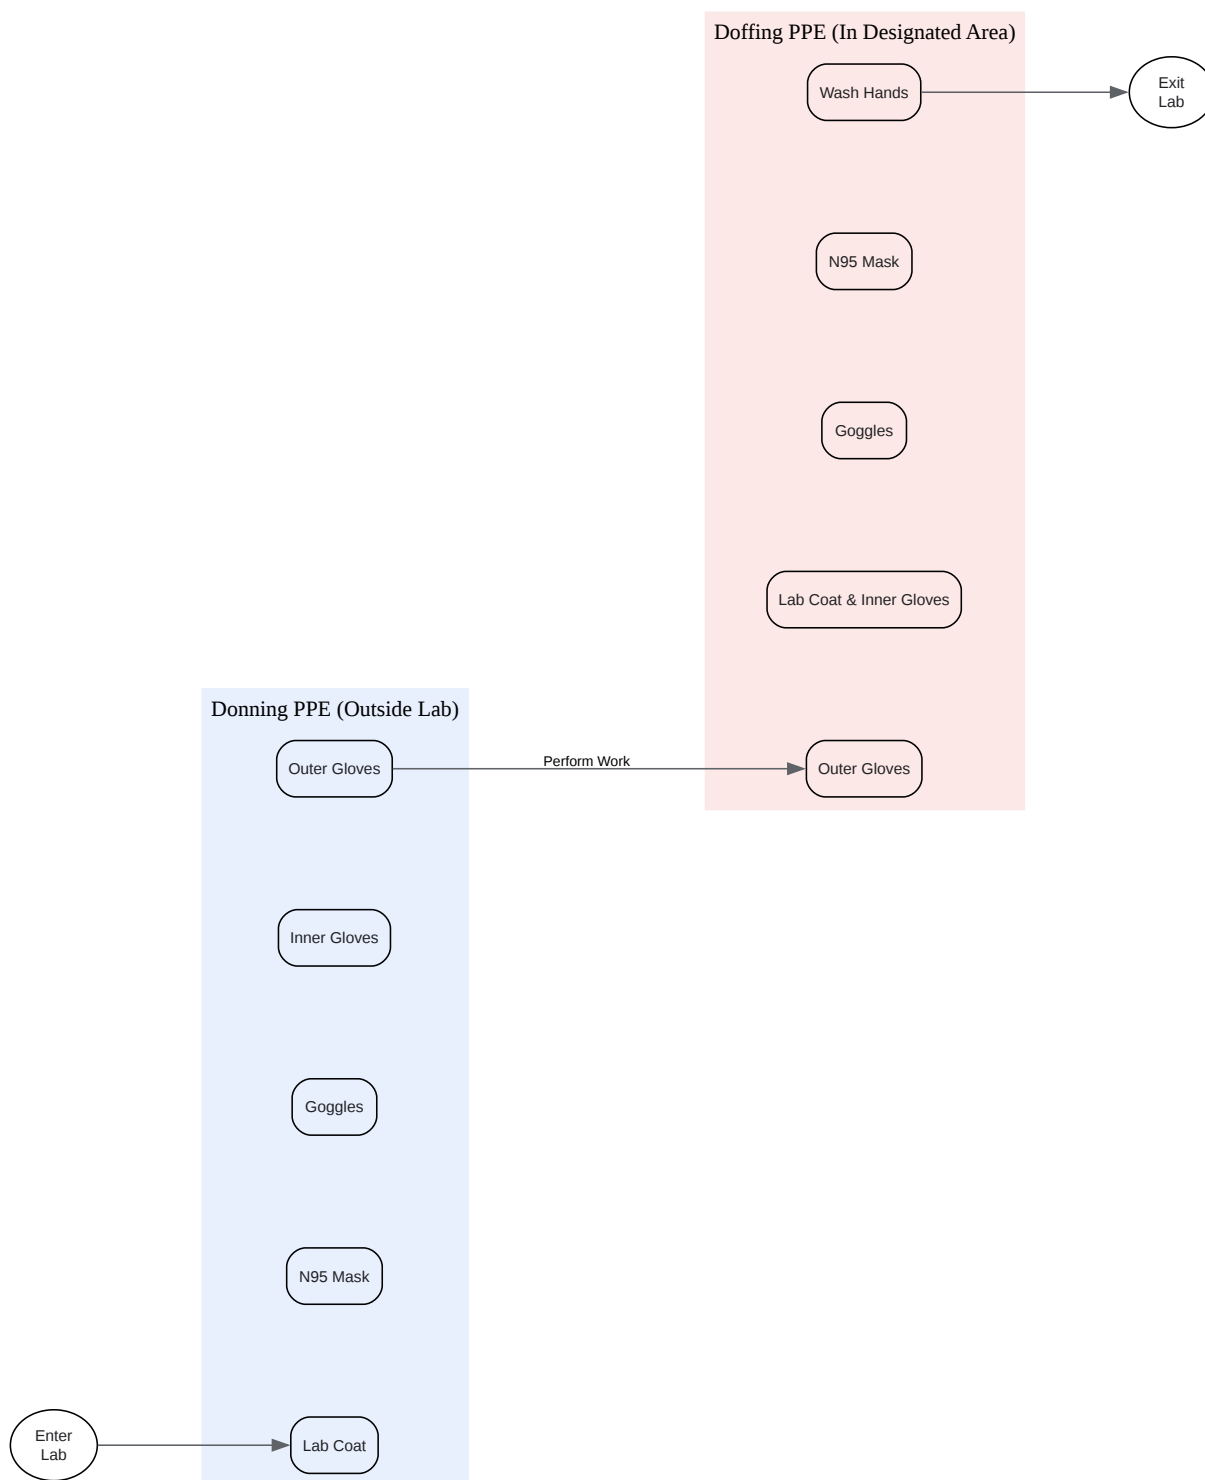 Doffing PPE (In Designated Area)
Wash Hands
Exit
Lab
N95 Mask
Goggles
Lab Coat & Inner Gloves
Donning PPE (Outside Lab)
Outer Gloves
Perform Work
Outer Gloves
Inner Gloves
Goggles
N95 Mask
Enter
Lab
Lab Coat